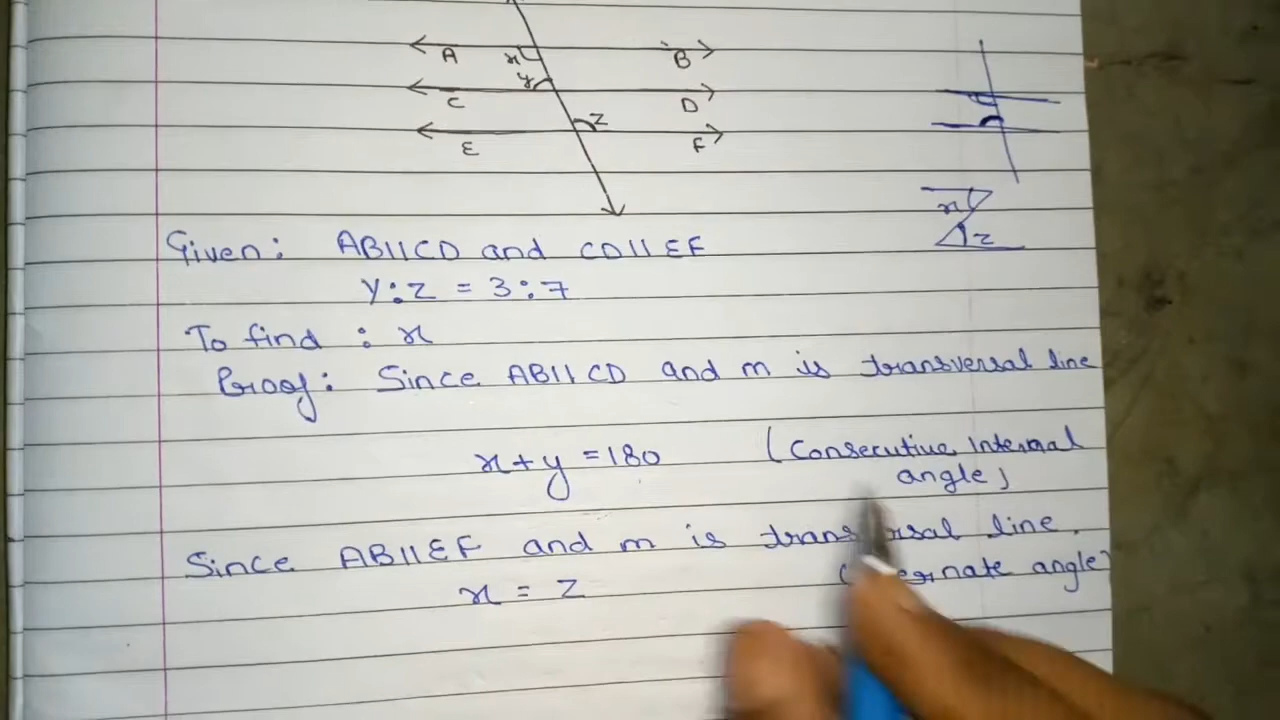 A x B
y
C D
z
E F
x
z
Given: AB||CD and CD||EF
y:z = 3:7
To find : x
Proof: Since AB||CD and m is transversal line
x+y =180 (Consecutive Internal
angle)
Since AB||EF and m is line.
x = z angle)